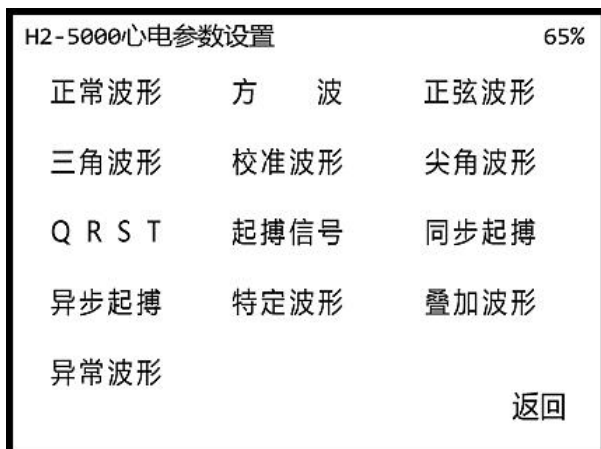 H2-5000心电参数设置 65%
正常波形 方 波 正弦波形
三角波形 校准波形 尖角波形
Q R S T 起搏信号 同步起搏
异步起搏 特定波形 叠加波形
异常波形
返回